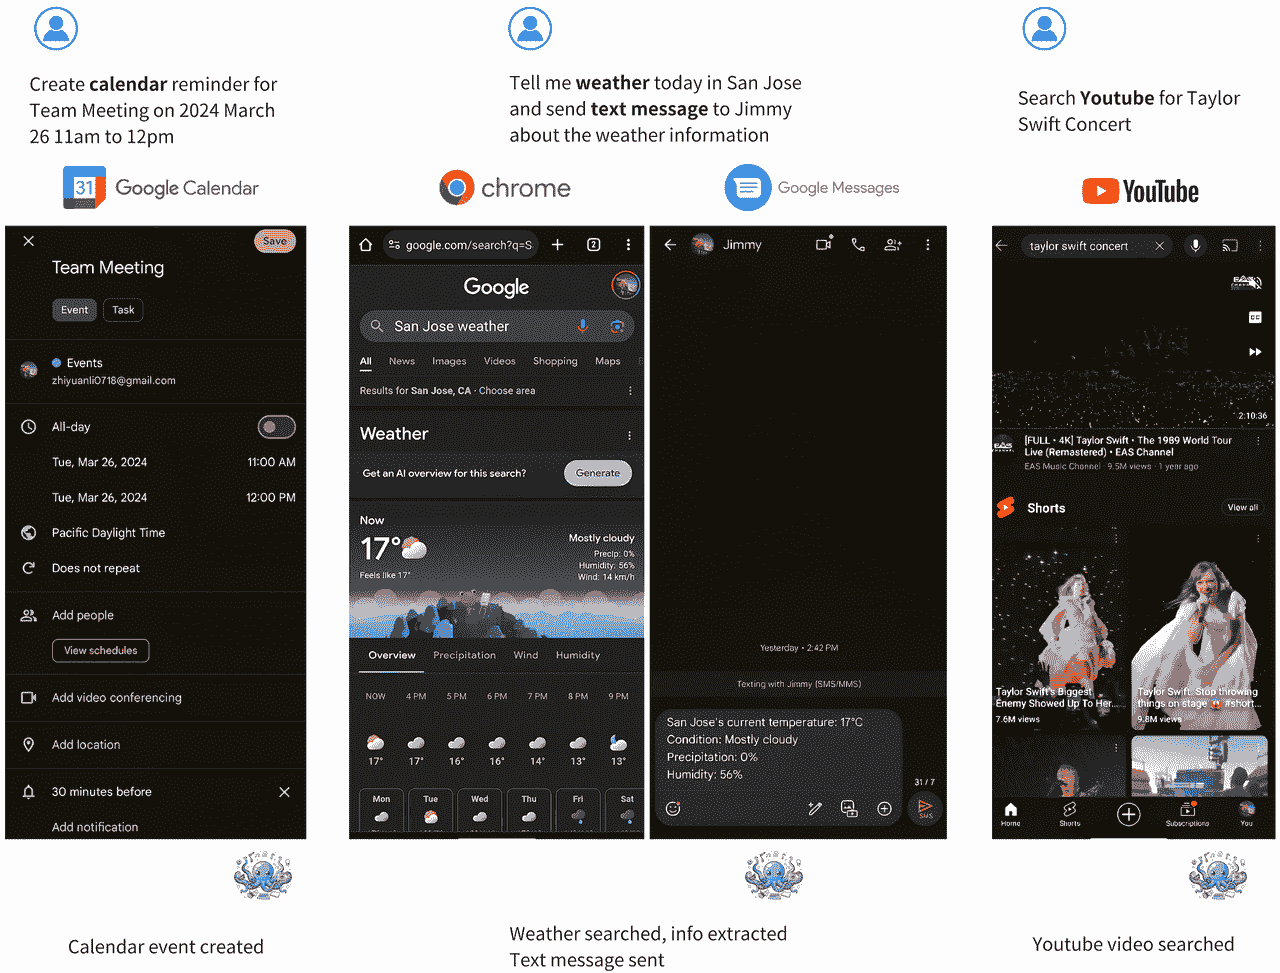 Create calendar reminder for
Team Meeting on 2024 March
26 11am to 12pm
Tell me weather today in San Jose
and send text message to Jimmy
about the weather information
Search Youtube for Taylor
Swift Concert
31
Google Calendar
chrome
Google Messages
YouTube
Save
Team Meeting
Event
Task
Events
zhiyuanli0718@gmail.com
All-day
Tue, Mar 26, 2024 11:00 AM
Tue, Mar 26, 2024 12:00 PM
Pacific Daylight Time
Does not repeat
Add people
View schedules
Add video conferencing
Add location
30 minutes before
Add notification
google.com/search?q=S
2
Google
San Jose weather
All News Images Videos Shopping Maps
Results for San Jose, CA · Choose area
Weather
Get an AI overview for this search?
Generate
Now
17°
Feels like 17°
Mostly cloudy
Precip: 0%
Humidity: 56%
Wind: 14 km/h
Overview Precipitation Wind Humidity
NOW 4 PM 5 PM 6 PM 7 PM 8 PM 9 PM
17° 17° 16° 16° 14° 13° 13°
Mon Tue Wed Thu Fri Sat
Jimmy
Yesterday • 2:42 PM
Texting with Jimmy (SMS/MMS)
San Jose's current temperature: 17°C
Condition: Mostly cloudy
Precipitation: 0%
Humidity: 56%
31 / 7
SMS
taylor swift concert
EAS
CC
2:10:36
EAS
[FULL • 4K] Taylor Swift • The 1989 World Tour
Live (Remastered) • EAS Channel
EAS Music Channel · 9.5M views · 1 year ago
Shorts
View all
Taylor Swift's Biggest
Enemy Showed Up To Her...
7.6M views
Taylor Swift: Stop throwing
things on stage #short...
9.8M views
Home
Shorts
Subscriptions
You
Calendar event created
Weather searched, info extracted
Text message sent
Youtube video searched